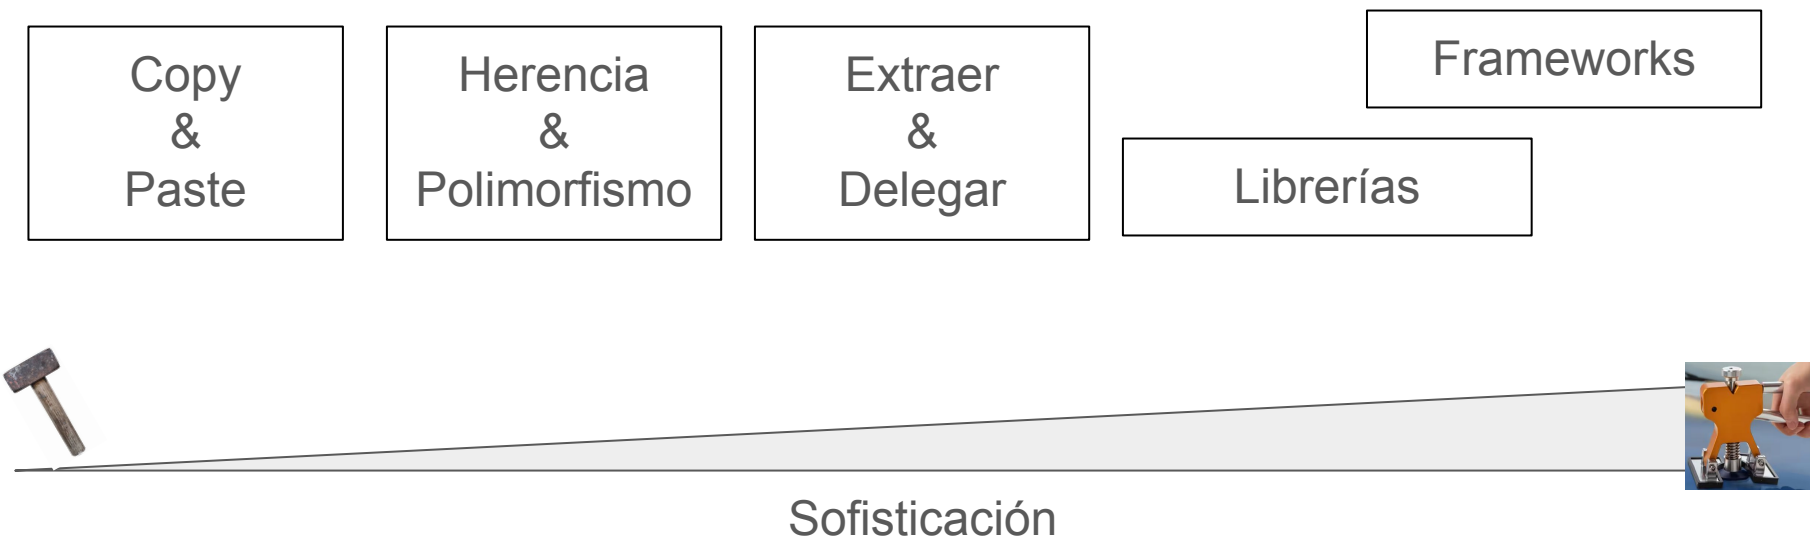 Copy
&
Paste
Herencia
&
Polimorfismo
Extraer
&
Delegar
Librerías
Frameworks
Sofisticación